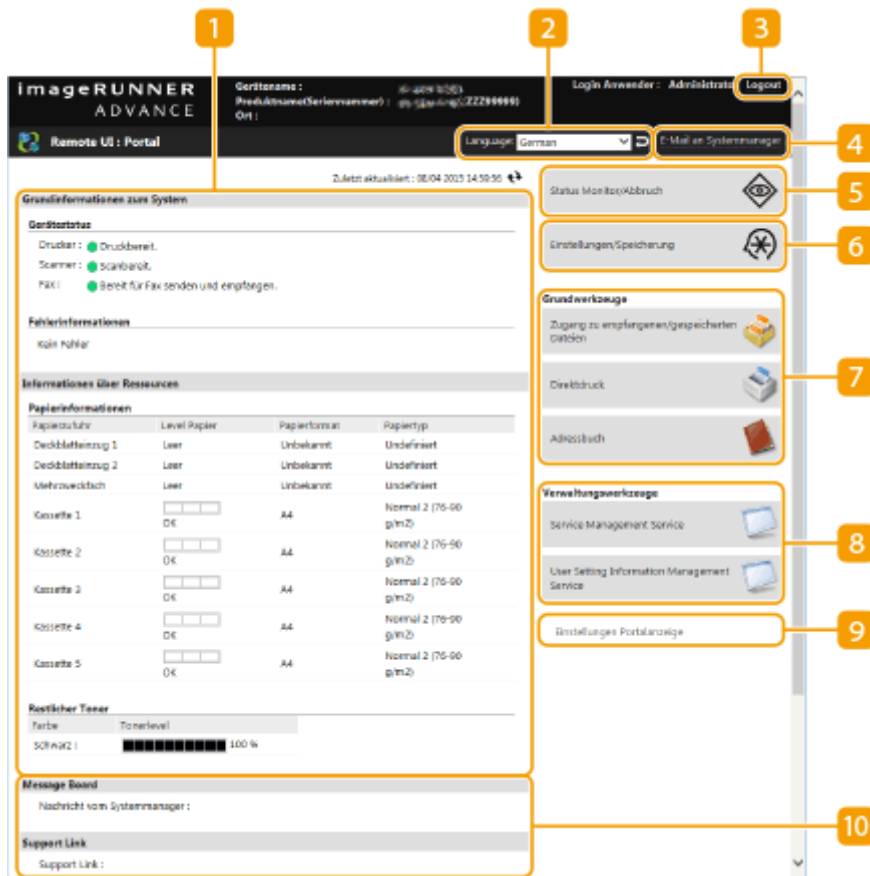 1
2
3
imageRUNNER
ADVANCE
Gerätename :
Produktname(Seriennummer) : ZZZ99999)
Ort :
Login Anwender : Administrator Logout
Remote UI : Portal
Language: German
E-Mail an Systemmanager
4
Zuletzt aktualisiert : 08/04 2015 14:59:56
Grundinformationen zum System
Gerätestatus
Drucker : Druckbereit.
Scanner : Scanbereit.
Fax : Bereit für Fax senden und empfangen.
Fehlerinformationen
Kein Fehler
Informationen über Ressourcen
Papierinformationen
Papierzufuhr Level Papier Papierformat Papiertyp
Deckblatteinzug 1 Leer Unbekannt Undefiniert
Deckblatteinzug 2 Leer Unbekannt Undefiniert
Mehrzweckfach Leer Unbekannt Undefiniert
Kassette 1 OK A4 Normal 2 (76-90 g/m2)
Kassette 2 OK A4 Normal 2 (76-90 g/m2)
Kassette 3 OK A4 Normal 2 (76-90 g/m2)
Kassette 4 OK A4 Normal 2 (76-90 g/m2)
Kassette 5 OK A4 Normal 2 (76-90 g/m2)
Restlicher Toner
Farbe Tonerlevel
Schwarz : 100 %
Message Board
Nachricht vom Systemmanager :
Support Link
Support Link :
Status Monitor/Abbruch
5
Einstellungen/Speicherung
6
Grundwerkzeuge
Zugang zu empfangenen/gespeicherten
Dateien
Direktdruck
7
Adressbuch
Verwaltungswerkzeuge
Service Management Service
8
User Setting Information Management
Service
Einstellungen Portalanzeige
9
10